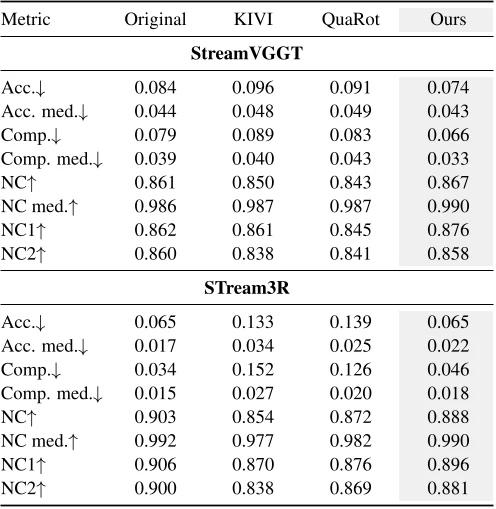 Metric Original KIVI QuaRot Ours
StreamVGGT
Acc.↓ 0.084 0.096 0.091 0.074
Acc. med.↓ 0.044 0.048 0.049 0.043
Comp.↓ 0.079 0.089 0.083 0.066
Comp. med.↓ 0.039 0.040 0.043 0.033
NC↑ 0.861 0.850 0.843 0.867
NC med.↑ 0.986 0.987 0.987 0.990
NC1↑ 0.862 0.861 0.845 0.876
NC2↑ 0.860 0.838 0.841 0.858
STream3R
Acc.↓ 0.065 0.133 0.139 0.065
Acc. med.↓ 0.017 0.034 0.025 0.022
Comp.↓ 0.034 0.152 0.126 0.046
Comp. med.↓ 0.015 0.027 0.020 0.018
NC↑ 0.903 0.854 0.872 0.888
NC med.↑ 0.992 0.977 0.982 0.990
NC1↑ 0.906 0.870 0.876 0.896
NC2↑ 0.900 0.838 0.869 0.881